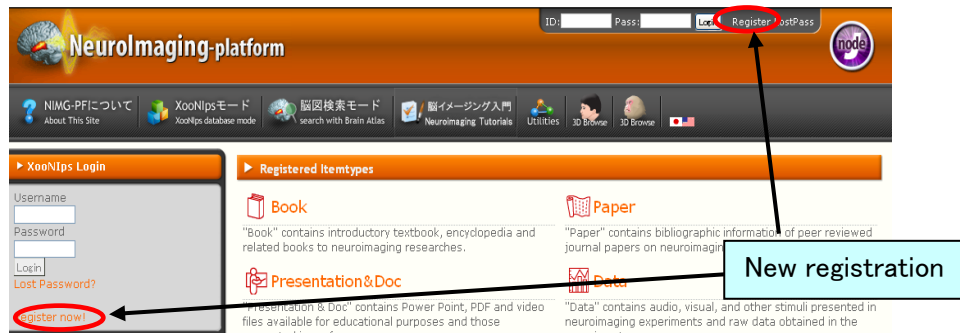 ID: Pass: Login Register LostPass
NeuroImaging-platform
node
NIMG-PFについて
About This Site
XooNIpsモード
XooNIps database mode
脳図検索モード
search with Brain Atlas
脳イメージング入門
Neuroimaging Tutorials
Utilities
3D Browse
3D Browse
XooNIps Login
Username
Password
Login
Lost Password?
register now!
Registered Itemtypes
Book
"Book" contains introductory textbook, encyclopedia and
related books to neuroimaging researches.
Paper
"Paper" contains bibliographic information of peer reviewed
journal papers on neuroimaging
Presentation&Doc
"Presentation & Doc" contains Power Point, PDF and video
files available for educational purposes and those
Data
"Data" contains audio, visual, and other stimuli presented in
neuroimaging experiments and raw data obtained in the
New registration